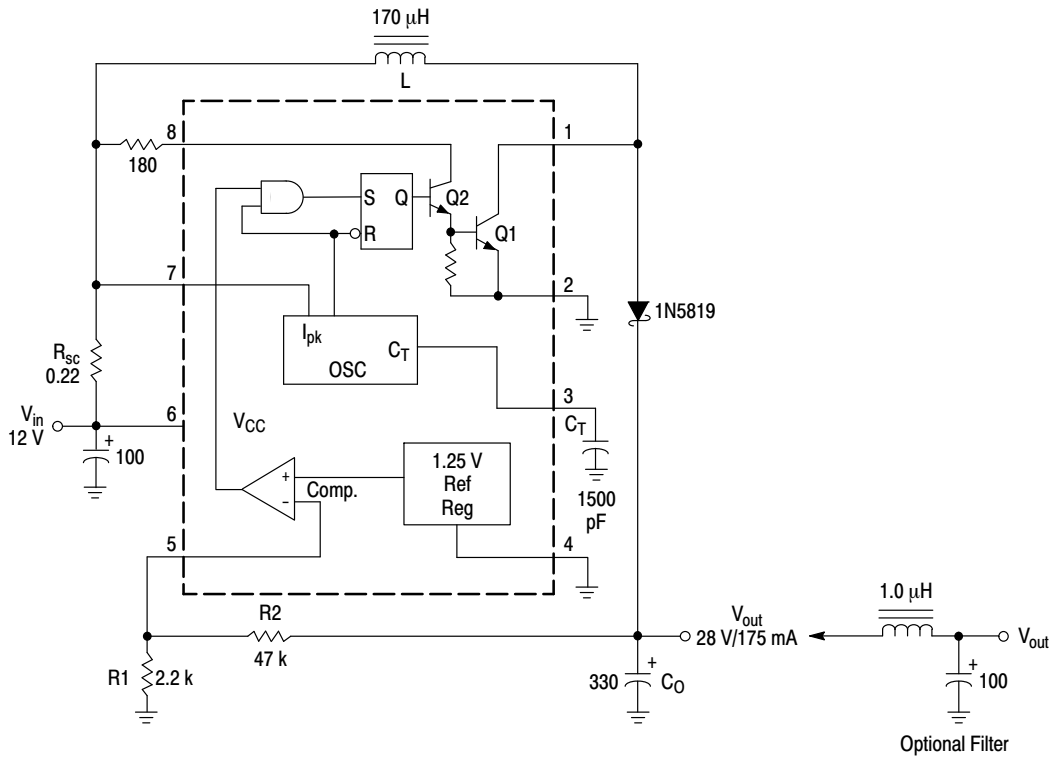 170 μH
L
8
1
180
S
Q
Q2
R
Q1
7
2
1N5819
I_pk
C_T
OSC
R_sc
0.22
3
V_in
12 V
6
V_CC
C_T
+
100
1.25 V
Ref
Reg
+
Comp.
−
1500
pF
5
4
1.0 μH
R2
V_out
28 V/175 mA
V_out
47 k
R1
2.2 k
330
+
C_O
+
100
Optional Filter